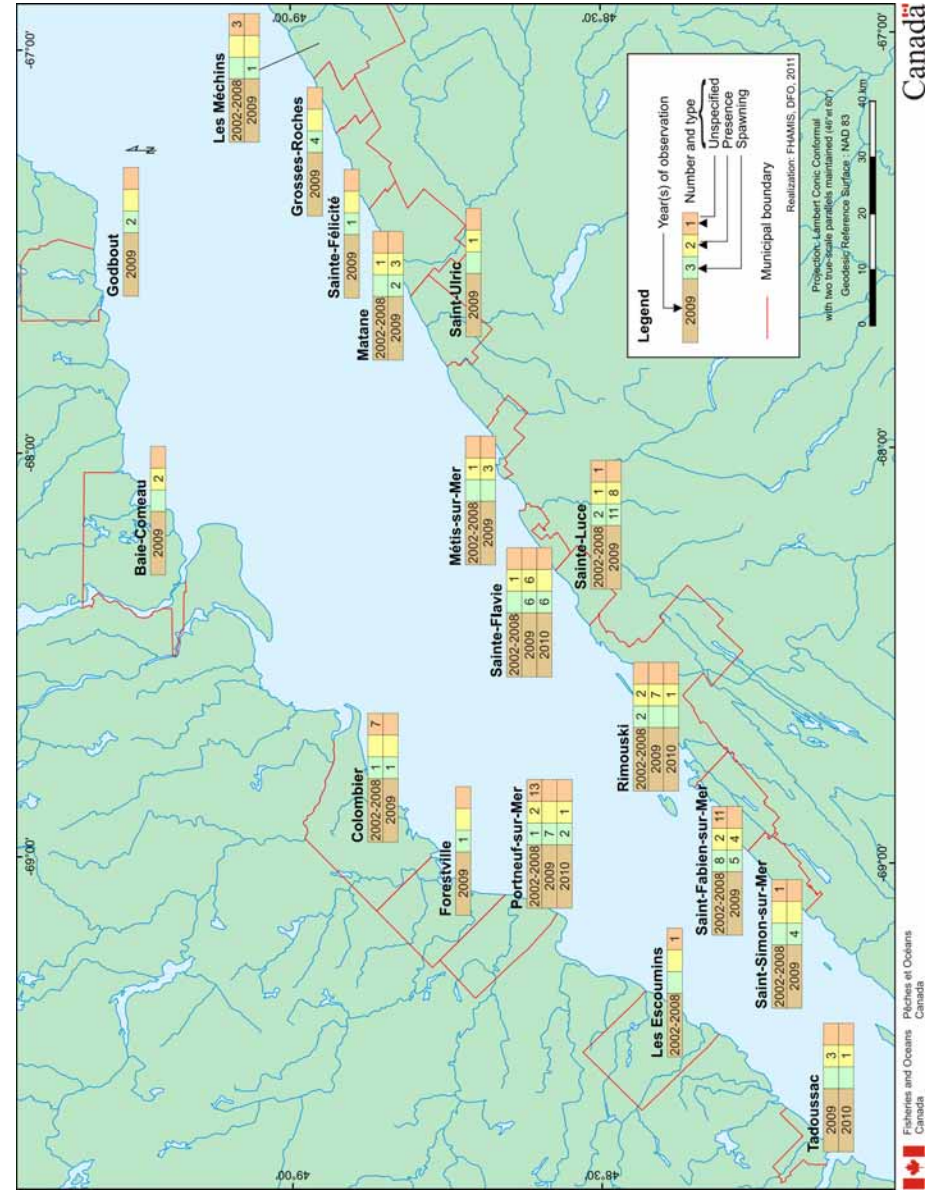 -69°00'
-68°00'
-67°00'
Godbout
2009 2
N
Baie-Comeau
2009 2
Les Méchins
2002-2008 3
2009 1
49°00'
49°00'
Grosses-Roches
2009 4
Sainte-Félicité
2009 1
Colombier
2002-2008 1 7
2009 1
Matane
2002-2008 1
2009 2 3
Forestville
2009 1
Saint-Ulric
2009 1
Métis-sur-Mer
2002-2008 1
2009 3
Sainte-Flavie
2002-2008 1
2009 6 6
2010 6
Portneuf-sur-Mer
2002-2008 1 2 13
2009 7
2010 2 1
Sainte-Luce
2002-2008 2 1 1
2009 11 8
48°30'
48°30'
Rimouski
2002-2008 2 2
2009 7
2010 1
Les Escoumins
2002-2008 1
Saint-Fabien-sur-Mer
2002-2008 8 2 11
2009 5 4
Saint-Simon-sur-Mer
2002-2008 1
2009 4
Tadoussac
2009 3
2010 1
Legend
Year(s) of observation
2009 3 2 1
Number and type
Unspecified
Presence
Spawning
Municipal boundary
Realization: FHAMIS, DFO, 2011
Projection: Lambert Conic Conformal
with two true-scale parallels maintained (46° et 60°)
Geodesic Reference Surface : NAD 83
0 10 20 30 40 km
-69°00'
-68°00'
-67°00'
Fisheries and Oceans Pêches et Océans
Canada Canada
Canada